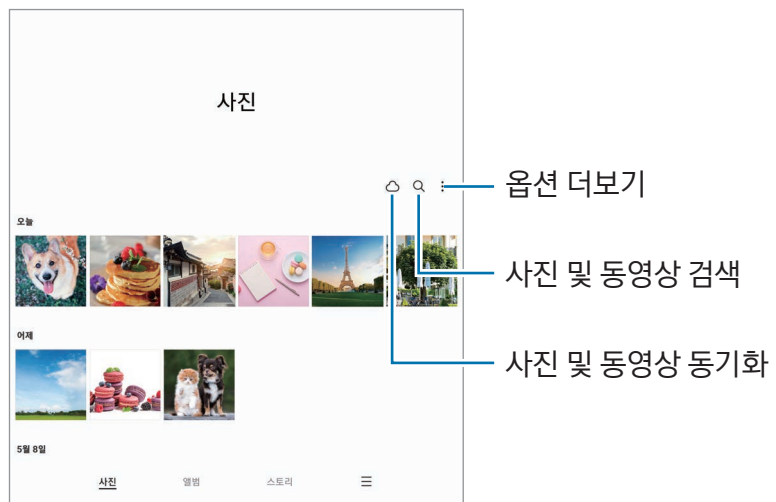 사진
옵션 더보기
오늘
사진 및 동영상 검색
어제
사진 및 동영상 동기화
5월 8일
사진 앨범 스토리